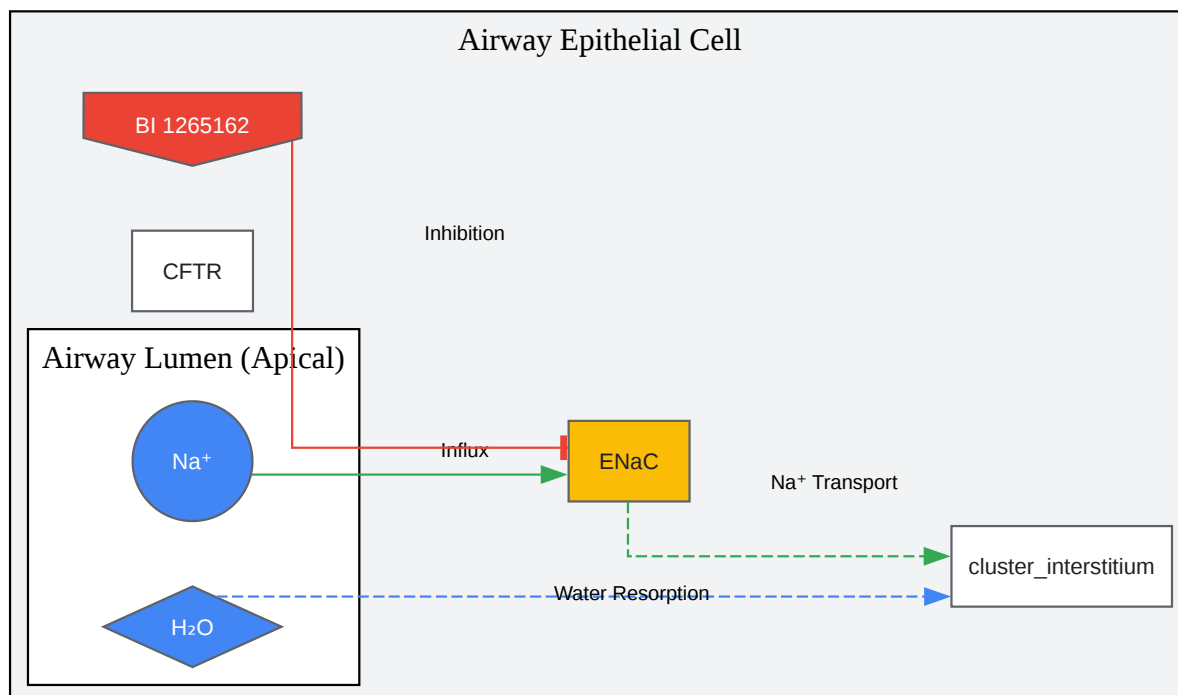 Airway Epithelial Cell
BI 1265162
Inhibition
CFTR
Airway Lumen (Apical)
Influx
Na⁺
ENaC
Na⁺ Transport
cluster_interstitium
Water Resorption
H₂O